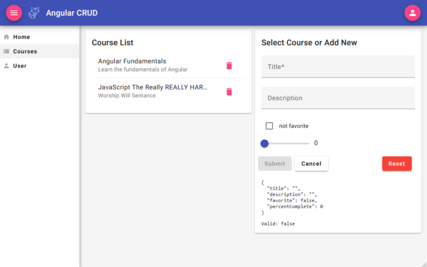 Angular CRUD
Home
Courses
User
Course List
Angular Fundamentals
Learn the fundamentals of Angular
JavaScript The Really REALLY HAR...
Worship Will Sentance
Select Course or Add New
Title*
Description
not favorite
0
Submit
Cancel
Reset
{
"title": "",
"description": "",
"favorite": false,
"percentComplete": 0
}
Valid: false